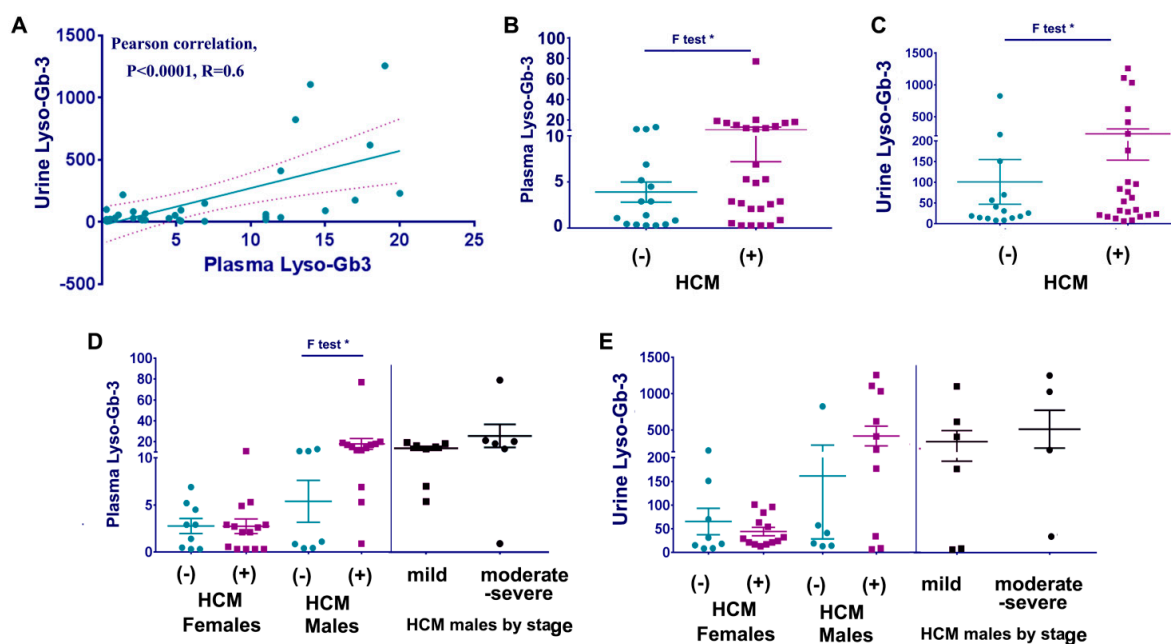 A
Pearson correlation,
P<0.0001, R=0.6
Urine Lyso-Gb-3
1500
1000
500
0
-500
5
10
15
20
25
Plasma Lyso-Gb3
B
F test *
Plasma Lyso-Gb-3
100
80
60
40
20
10
5
0
(-)
(+)
HCM
C
F test *
Urine Lyso-Gb-3
1500
1000
500
200
150
100
50
0
(-)
(+)
HCM
D
F test *
Plasma Lyso-Gb-3
100
80
60
40
20
10
5
0
(-)
(+)
(-)
(+)
mild
moderate
-severe
HCM
Females
HCM
Males
HCM males by stage
E
Urine Lyso-Gb-3
1500
1000
500
200
150
100
50
0
(-)
(+)
(-)
(+)
mild
moderate
-severe
HCM
Females
HCM
Males
HCM males by stage